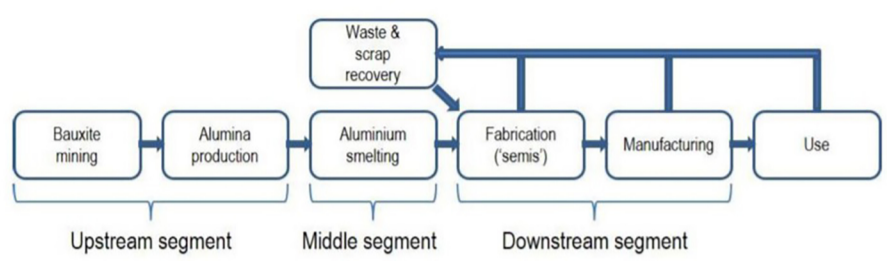 Waste &
scrap
recovery
Bauxite
mining
Alumina
production
Aluminium
smelting
Fabrication
('semis')
Manufacturing
Use
Upstream segment
Middle segment
Downstream segment